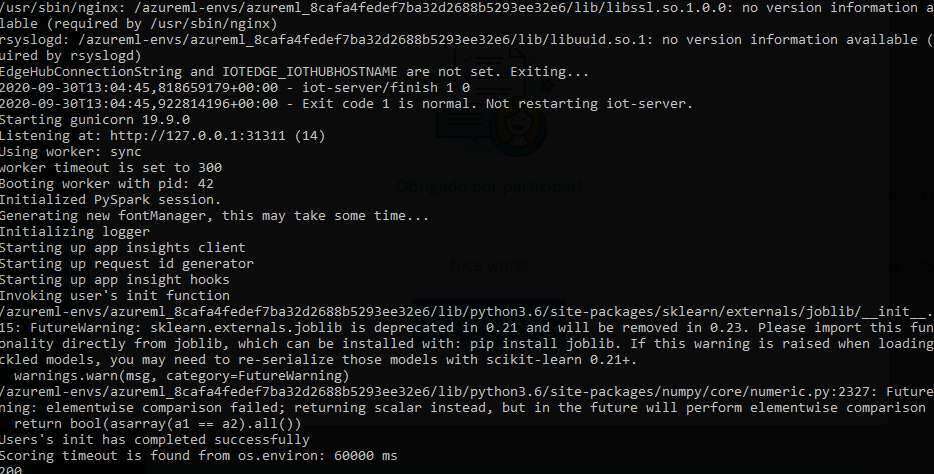 /usr/sbin/nginx: /azureml-envs/azureml_8cafa4fedef7ba32d2688b5293ee32e6/lib/libssl.so.1.0.0: no version information a
lable (required by /usr/sbin/nginx)
rsyslogd: /azureml-envs/azureml_8cafa4fedef7ba32d2688b5293ee32e6/lib/libuuid.so.1: no version information available (
uired by rsyslogd)
EdgeHubConnectionString and IOTEDGE_IOTHUBHOSTNAME are not set. Exiting...
2020-09-30T13:04:45,818659179+00:00 - iot-server/finish 1 0
2020-09-30T13:04:45,922814196+00:00 - Exit code 1 is normal. Not restarting iot-server.
Starting gunicorn 19.9.0
Listening at: http://127.0.0.1:31311 (14)
Using worker: sync
worker timeout is set to 300
Booting worker with pid: 42
Obrigado por participar!
Initialized PySpark session.
Generating new fontManager, this may take some time...
Initializing logger
Starting up app insights client
Starting up request id generator
Nice work!
Starting up app insight hooks
Invoking user's init function
/azureml-envs/azureml_8cafa4fedef7ba32d2688b5293ee32e6/lib/python3.6/site-packages/sklearn/externals/joblib/__init__.
15: FutureWarning: sklearn.externals.joblib is deprecated in 0.21 and will be removed in 0.23. Please import this fun
onality directly from joblib, which can be installed with: pip install joblib. If this warning is raised when loading
ckled models, you may need to re-serialize those models with scikit-learn 0.21+.
warnings.warn(msg, category=FutureWarning)
/azureml-envs/azureml_8cafa4fedef7ba32d2688b5293ee32e6/lib/python3.6/site-packages/numpy/core/numeric.py:2327: Future
ning: elementwise comparison failed; returning scalar instead, but in the future will perform elementwise comparison
return bool(asarray(a1 == a2).all())
Users's init has completed successfully
Scoring timeout is found from os.environ: 60000 ms
200